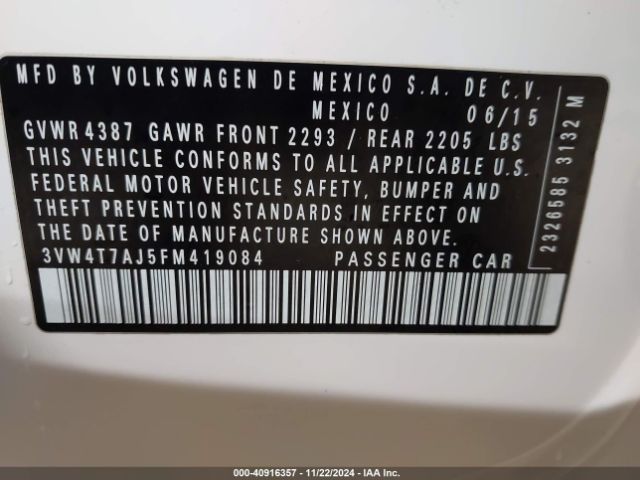 MFD BY VOLKSWAGEN DE MEXICO S.A. DE C.V.
MEXICO 06/15
GVWR 4387 GAWR FRONT 2293 / REAR 2205 LBS
THIS VEHICLE CONFORMS TO ALL APPLICABLE U.S.
FEDERAL MOTOR VEHICLE SAFETY, BUMPER AND
THEFT PREVENTION STANDARDS IN EFFECT ON
THE DATE OF MANUFACTURE SHOWN ABOVE.
3VW4T7AJ5FM419084 PASSENGER CAR
2326585 3132 M
000-40916357 - 11/22/2024 - IAAI.COM